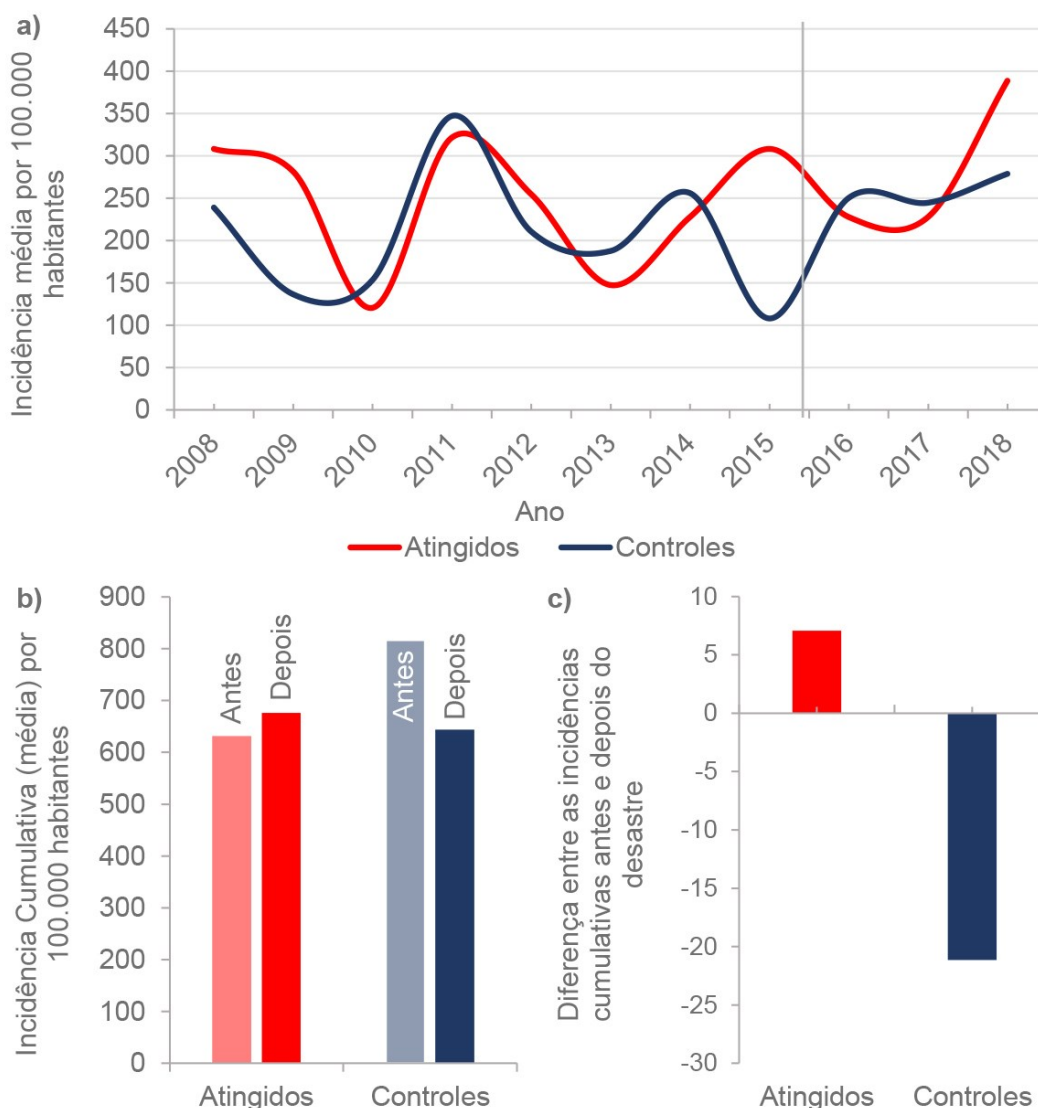 a)
Incidência média por 100.000
habitantes
450
400
350
300
250
200
150
100
50
0
2008
2009
2010
2011
2012
2013
2014
2015
2016
2017
2018
Ano
Atingidos
Controles
b)
Incidência Cumulativa (média) por
100.000 habitantes
900
800
700
600
500
400
300
200
100
0
Antes
Depois
Antes
Depois
Atingidos
Controles
c)
Diferença entre as incidências
cumulativas antes e depois do
desastre
10
5
0
-5
-10
-15
-20
-25
-30
Atingidos
Controles